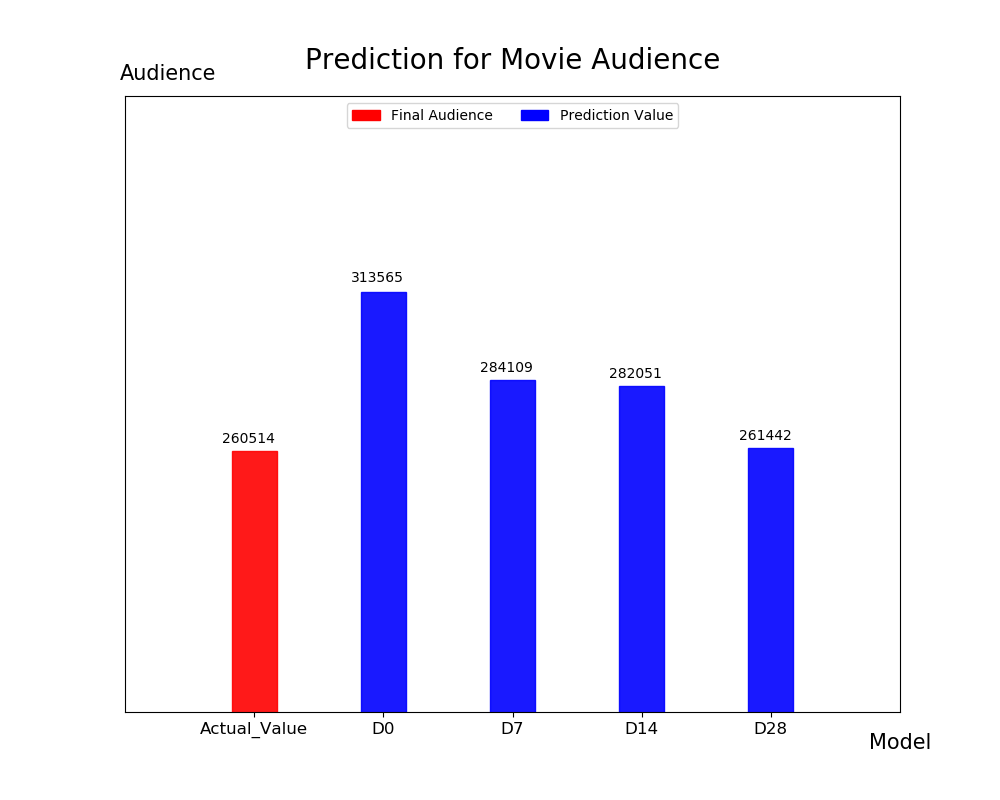 Prediction for Movie Audience
Audience
Final Audience Prediction Value
313565
284109
282051
261442
260514
Actual_Value D0 D7 D14 D28
Model